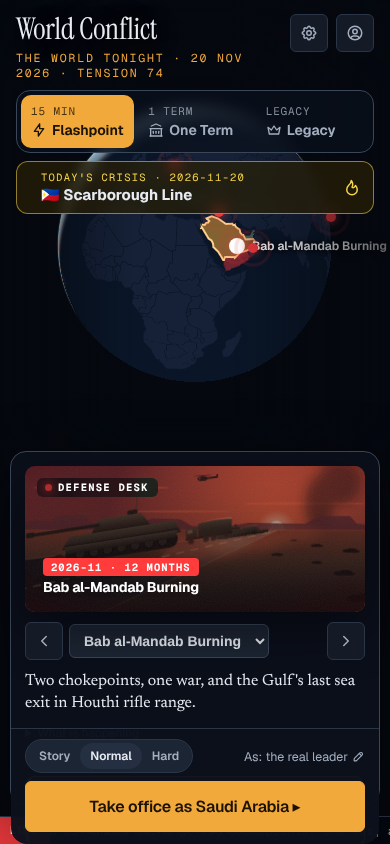 World Conflict
THE WORLD TONIGHT · 20 NOV
2026 · TENSION 74
15 MIN
Flashpoint
1 TERM
One Term
LEGACY
Legacy
TODAY'S CRISIS · 2026-11-20
🇵🇭 Scarborough Line
Bab al-Mandab Burning
DEFENSE DESK
2026-11 · 12 MONTHS
Bab al-Mandab Burning
Bab al-Mandab Burning
Two chokepoints, one war, and the Gulf's last sea
exit in Houthi rifle range.
Story
Normal
Hard
As: the real leader
Take office as Saudi Arabia ▸